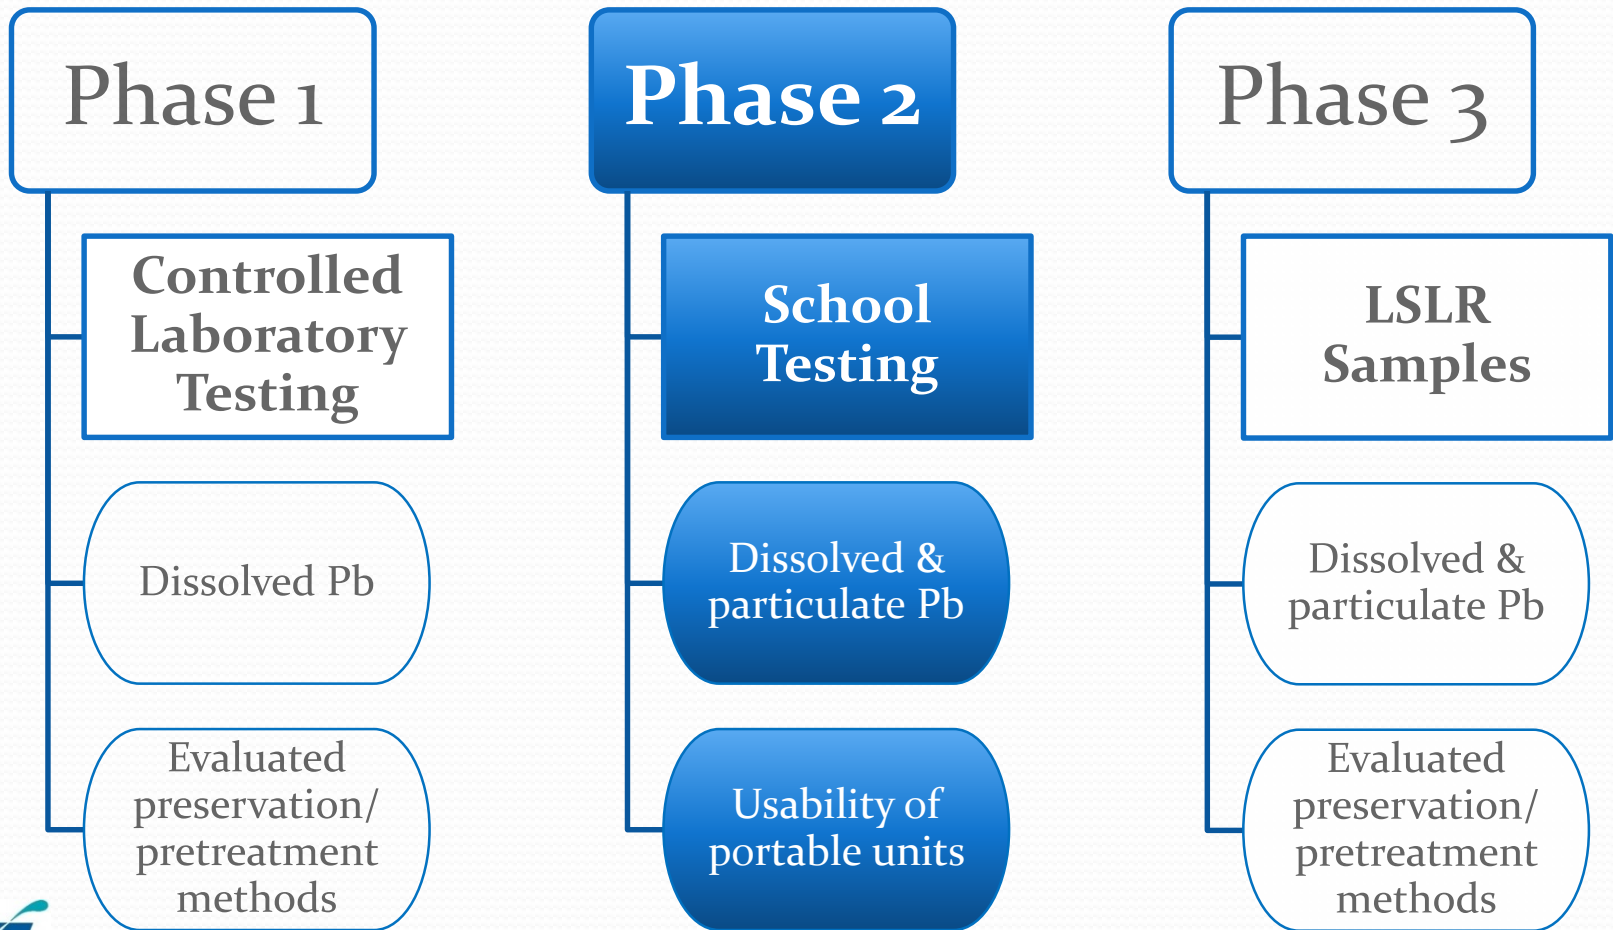 Phase 1
Controlled
Laboratory
Testing
Dissolved Pb
Evaluated
preservation/
pretreatment
methods
Phase 2
School
Testing
Dissolved &
particulate Pb
Usability of
portable units
Phase 3
LSLR
Samples
Dissolved &
particulate Pb
Evaluated
preservation/
pretreatment
methods